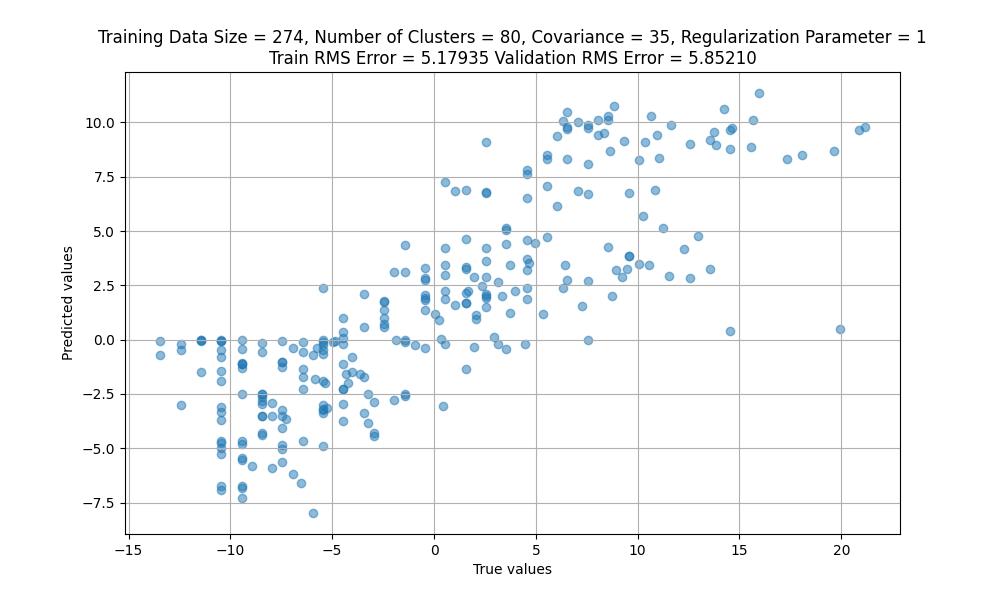 Training Data Size = 274, Number of Clusters = 80, Covariance = 35, Regularization Parameter = 1
Train RMS Error = 5.17935 Validation RMS Error = 5.85210
10.0
7.5
5.0
2.5
0.0
−2.5
−5.0
−7.5
Predicted values
−15 −10 −5 0 5 10 15 20
True values